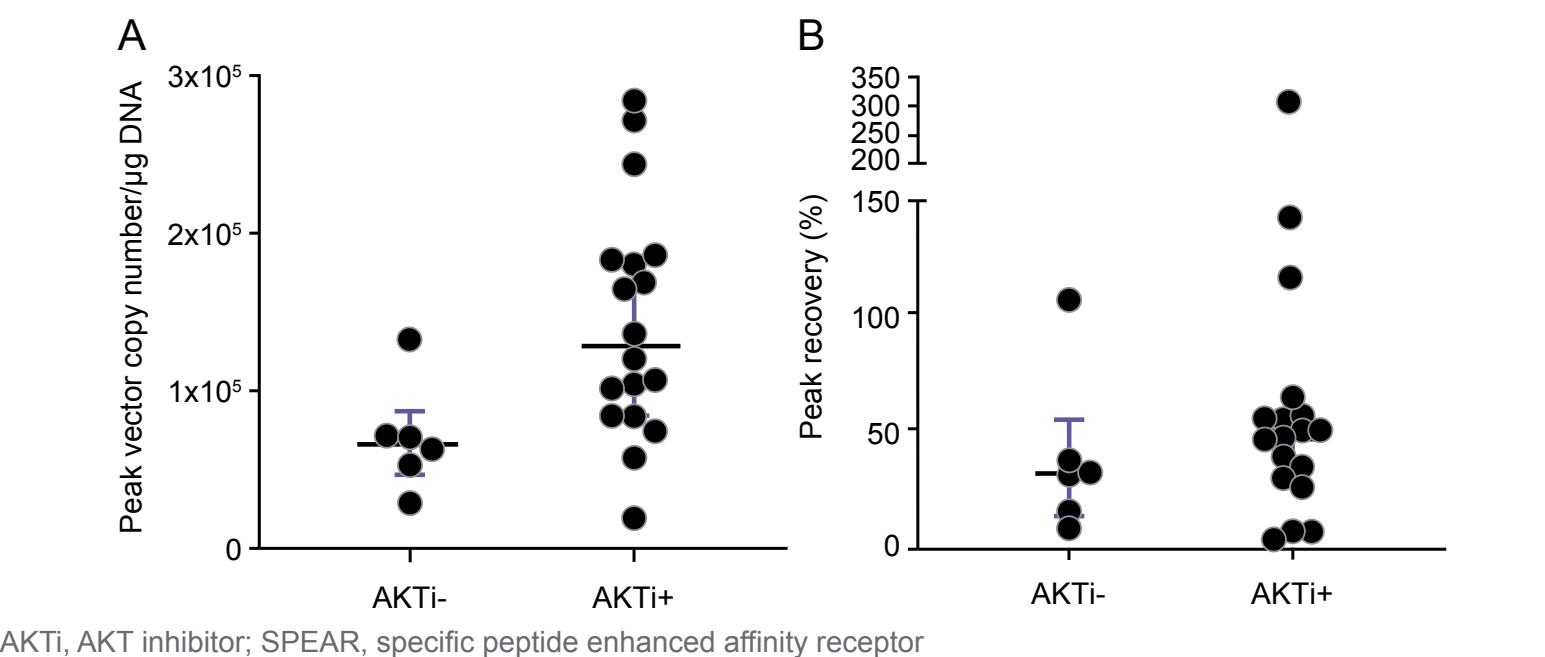 A
Peak vector copy number/µg DNA
3x10⁵
2x10⁵
1x10⁵
0
AKTi-
AKTi+
B
Peak recovery (%)
350
300
250
200
150
100
50
0
AKTi-
AKTi+
AKTi, AKT inhibitor; SPEAR, specific peptide enhanced affinity receptor